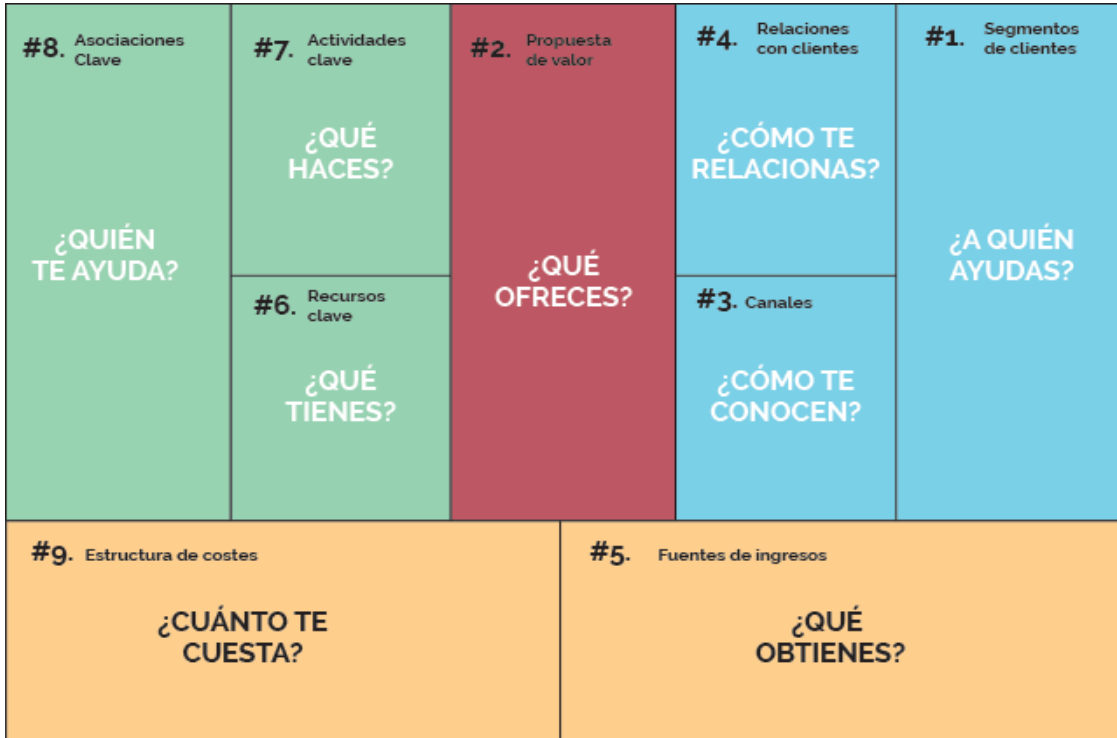 #8. Asociaciones
Clave
¿QUIÉN
TE AYUDA?
#7. Actividades
clave
¿QUÉ
HACES?
#6. Recursos
clave
¿QUÉ
TIENES?
#2. Propuesta
de valor
¿QUÉ
OFRECES?
#4. Relaciones
con clientes
¿CÓMO TE
RELACIONAS?
#3. Canales
¿CÓMO TE
CONOCEN?
#1. Segmentos
de clientes
¿A QUIÉN
AYUDAS?
#9. Estructura de costes
¿CUÁNTO TE
CUESTA?
#5. Fuentes de ingresos
¿QUÉ
OBTIENES?